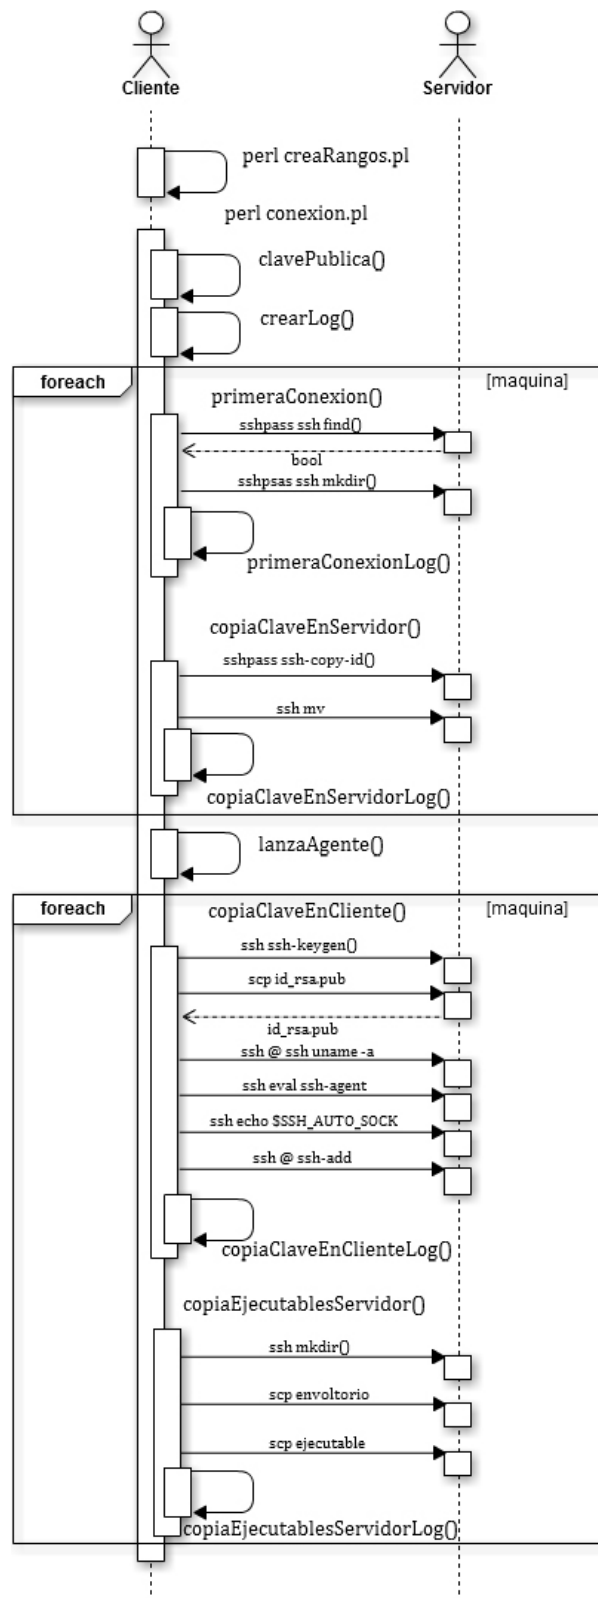 Cliente
Servidor
perl creaRangos.pl
perl conexion.pl
clavePublica()
crearLog()
foreach
[maquina]
primeraConexion()
sshpass ssh find()
bool
sshpsas ssh mkdir()
primeraConexionLog()
copiaClaveEnServidor()
sshpass ssh-copy-id()
ssh mv
copiaClaveEnServidorLog()
lanzaAgente()
foreach
[maquina]
copiaClaveEnCliente()
ssh ssh-keygen()
scp id_rsa.pub
id_rsa.pub
ssh @ ssh uname -a
ssh eval ssh-agent
ssh echo $SSH_AUTO_SOCK
ssh @ ssh-add
copiaClaveEnClienteLog()
copiaEjecutablesServidor()
ssh mkdir()
scp envoltorio
scp ejecutable
copiaEjecutablesServidorLog()